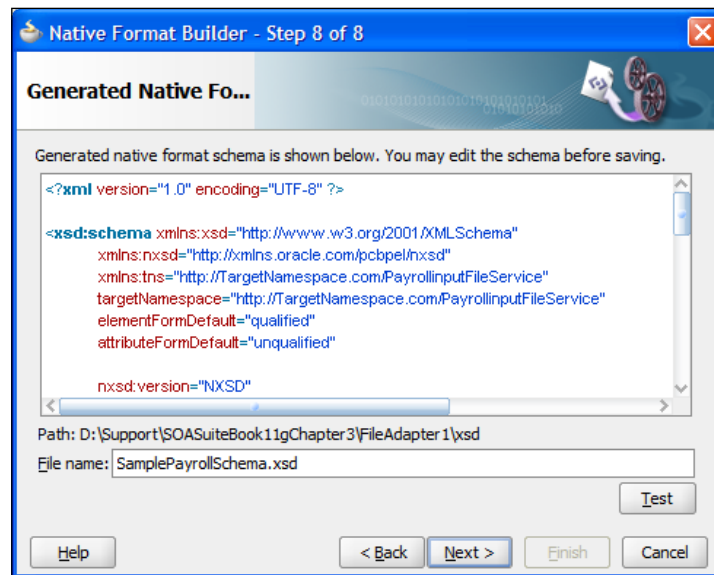 Native Format Builder - Step 8 of 8
Generated Native Fo...
Generated native format schema is shown below. You may edit the schema before saving.
<?xml version="1.0" encoding="UTF-8" ?>
<xsd:schema xmlns:xsd="http://www.w3.org/2001/XMLSchema"
xmlns:nxsd="http://xmlns.oracle.com/pcbpel/nxsd"
xmlns:tns="http://TargetNamespace.com/PayrollinputFileService"
targetNamespace="http://TargetNamespace.com/PayrollinputFileService"
elementFormDefault="qualified"
attributeFormDefault="unqualified"
nxsd:version="NXSD"
Path: D:\Support\SOASuiteBook11gChapter3\FileAdapter1\xsd
File name: SamplePayrollSchema.xsd
Test
Help < Back Next > Finish Cancel